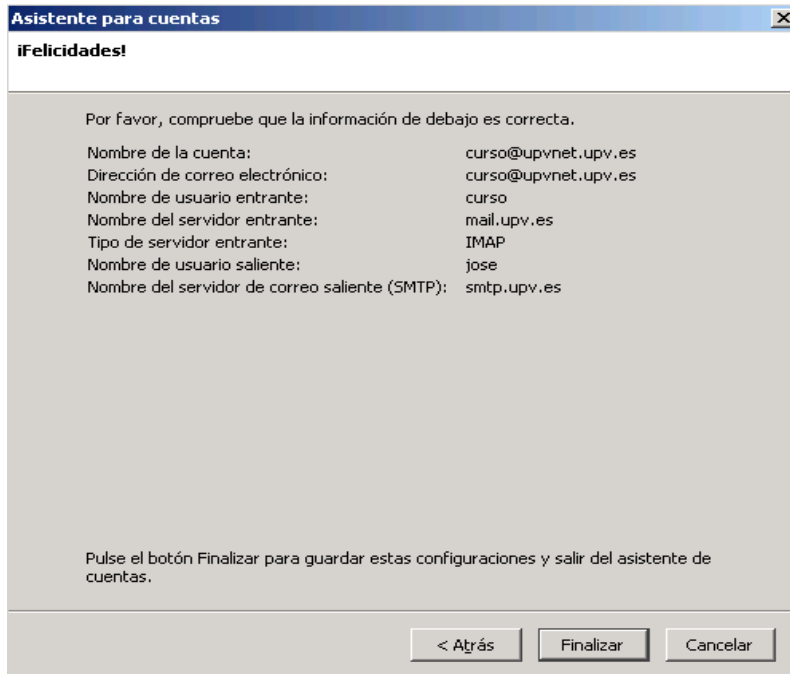 Asistente para cuentas
¡Felicidades!
Por favor, compruebe que la información de debajo es correcta.
Nombre de la cuenta: curso@upvnet.upv.es
Dirección de correo electrónico: curso@upvnet.upv.es
Nombre de usuario entrante: curso
Nombre del servidor entrante: mail.upv.es
Tipo de servidor entrante: IMAP
Nombre de usuario saliente: jose
Nombre del servidor de correo saliente (SMTP): smtp.upv.es
Pulse el botón Finalizar para guardar estas configuraciones y salir del asistente de
cuentas.
< Atrás Finalizar Cancelar